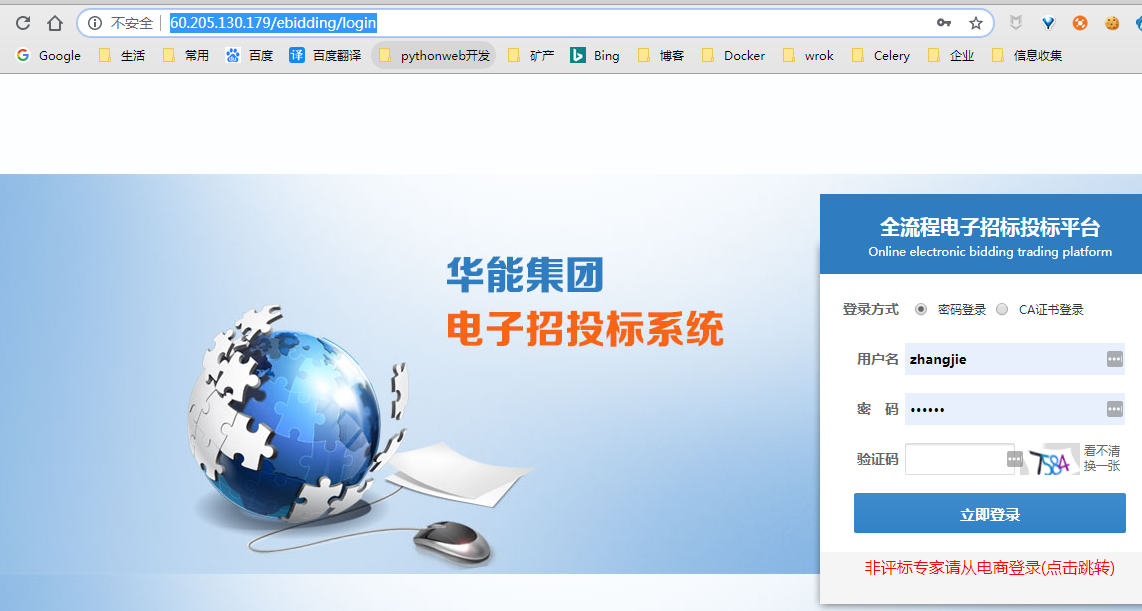 不安全 60.205.130.179/ebidding/login
Google 生活 常用 百度 译 百度翻译 pythonweb开发 矿产 Bing 博客 Docker wrok Celery 企业 信息收集
全流程电子招标投标平台
Online electronic bidding trading platform
华能集团
电子招投标系统
登录方式 密码登录 CA证书登录
用户名 zhangjie
密 码 ••••••
验证码 T584 看不清
换一张
立即登录
非评标专家请从电商登录(点击跳转)